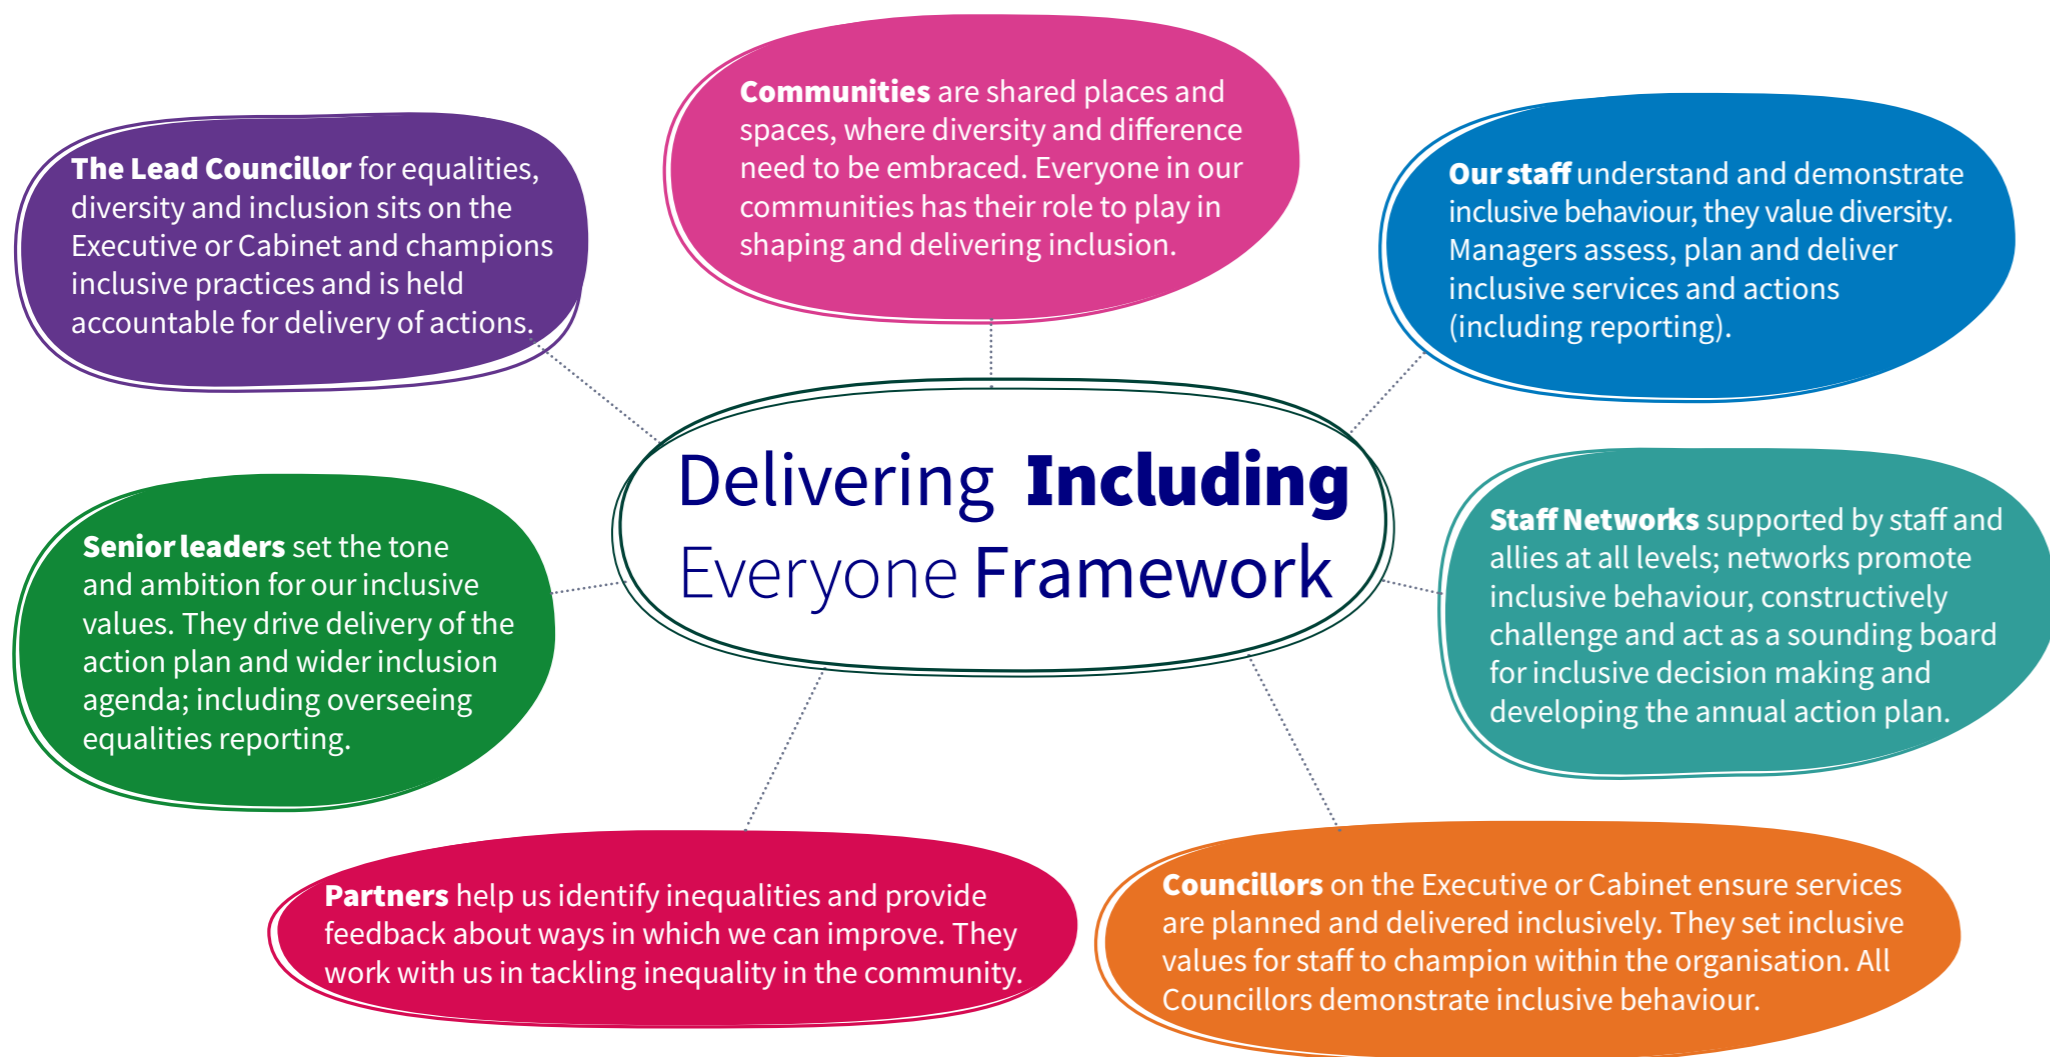 Communities are shared places and
spaces, where diversity and difference
need to be embraced. Everyone in our
communities has their role to play in
shaping and delivering inclusion.
The Lead Councillor for equalities,
diversity and inclusion sits on the
Executive or Cabinet and champions
inclusive practices and is held
accountable for delivery of actions.
Our staff understand and demonstrate
inclusive behaviour, they value diversity.
Managers assess, plan and deliver
inclusive services and actions
(including reporting).
Delivering Including
Everyone Framework
Senior leaders set the tone
and ambition for our inclusive
values. They drive delivery of the
action plan and wider inclusion
agenda; including overseeing
equalities reporting.
Staff Networks supported by staff and
allies at all levels; networks promote
inclusive behaviour, constructively
challenge and act as a sounding board
for inclusive decision making and
developing the annual action plan.
Partners help us identify inequalities and provide
feedback about ways in which we can improve. They
work with us in tackling inequality in the community.
Councillors on the Executive or Cabinet ensure services
are planned and delivered inclusively. They set inclusive
values for staff to champion within the organisation. All
Councillors demonstrate inclusive behaviour.